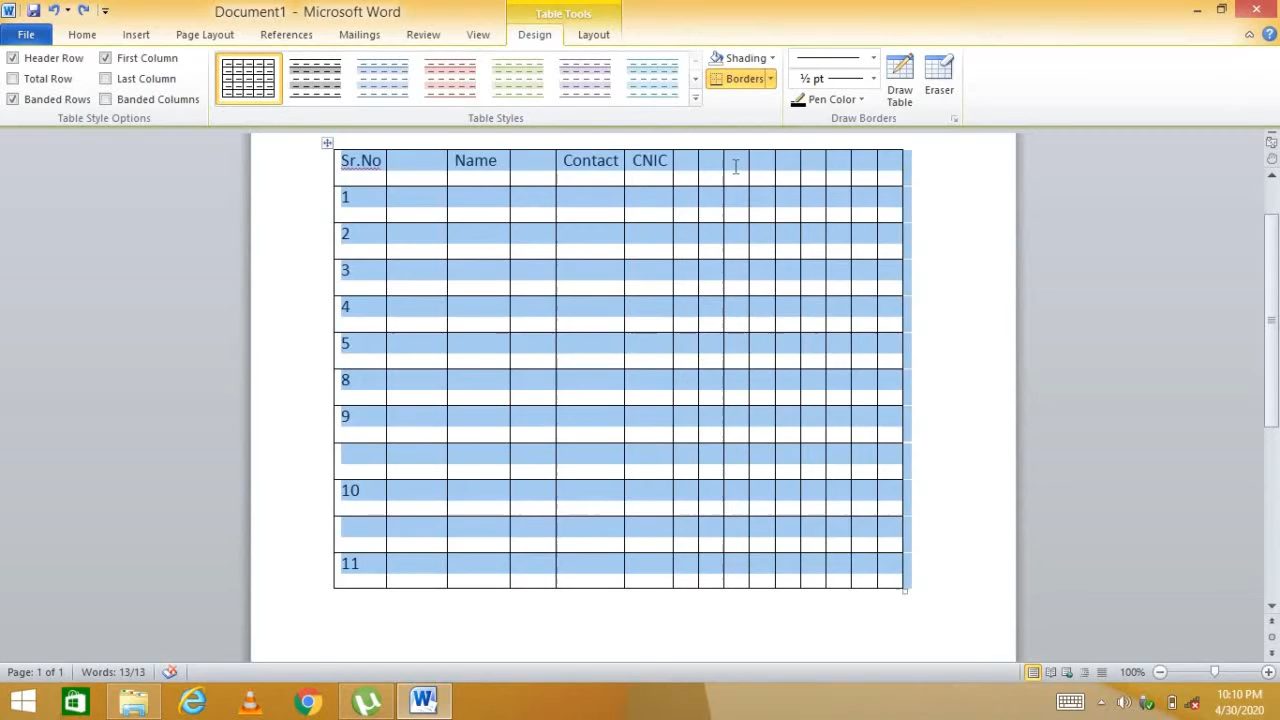 Document1 - Microsoft Word
Table Tools
File Home Insert Page Layout References Mailings Review View Design Layout
Header Row First Column
Total Row Last Column
Banded Rows Banded Columns
Table Style Options
Table Styles
Shading
Borders
½ pt
Pen Color
Draw Table
Eraser
Draw Borders
Sr.No Name Contact CNIC
1
2
3
4
5
8
9
10
11
Page: 1 of 1 Words: 13/13 100%
10:10 PM
4/30/2020